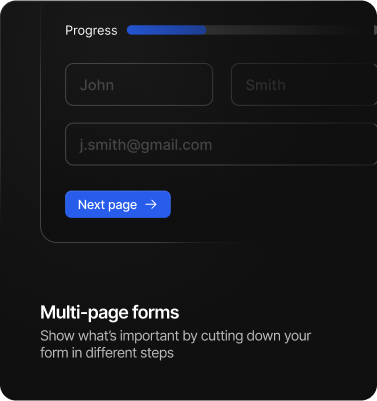 Progress
John Smith
j.smith@gmail.com
Next page →
Multi-page forms
Show what's important by cutting down your
form in different steps